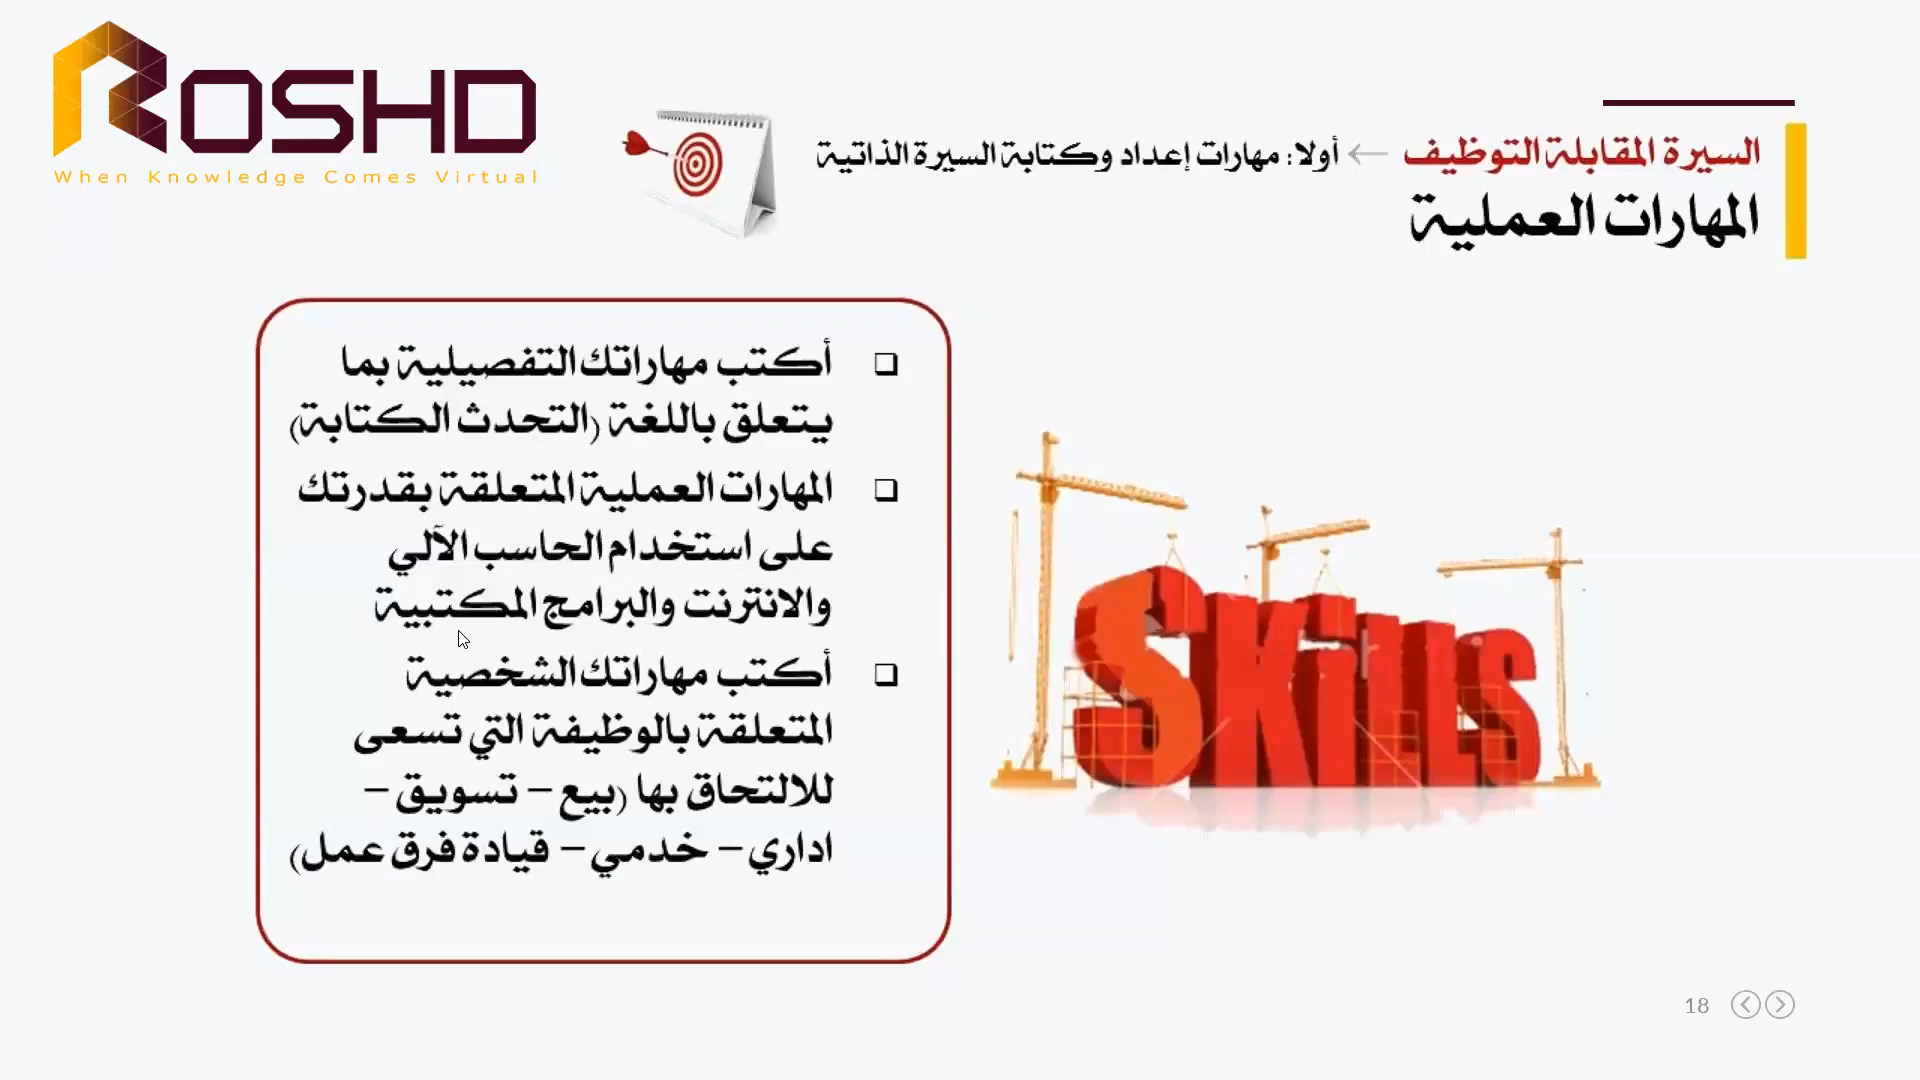 ROSHD
When Knowledge Comes Virtual
السيرة المقابلة التوظيف ← أولا: مهارات إعداد وكتابة السيرة الذاتية
المهارات العملية
❑ أكتب مهاراتك التفصيلية بما
يتعلق باللغة (التحدث الكتابة)
❑ المهارات العملية المتعلقة بقدرتك
على استخدام الحاسب الآلي
والانترنت والبرامج المكتبية
❑ أكتب مهاراتك الشخصية
المتعلقة بالوظيفة التي تسعى
للالتحاق بها (بيع – تسويق –
اداري – خدمي – قيادة فرق عمل)
SKiLLS
18